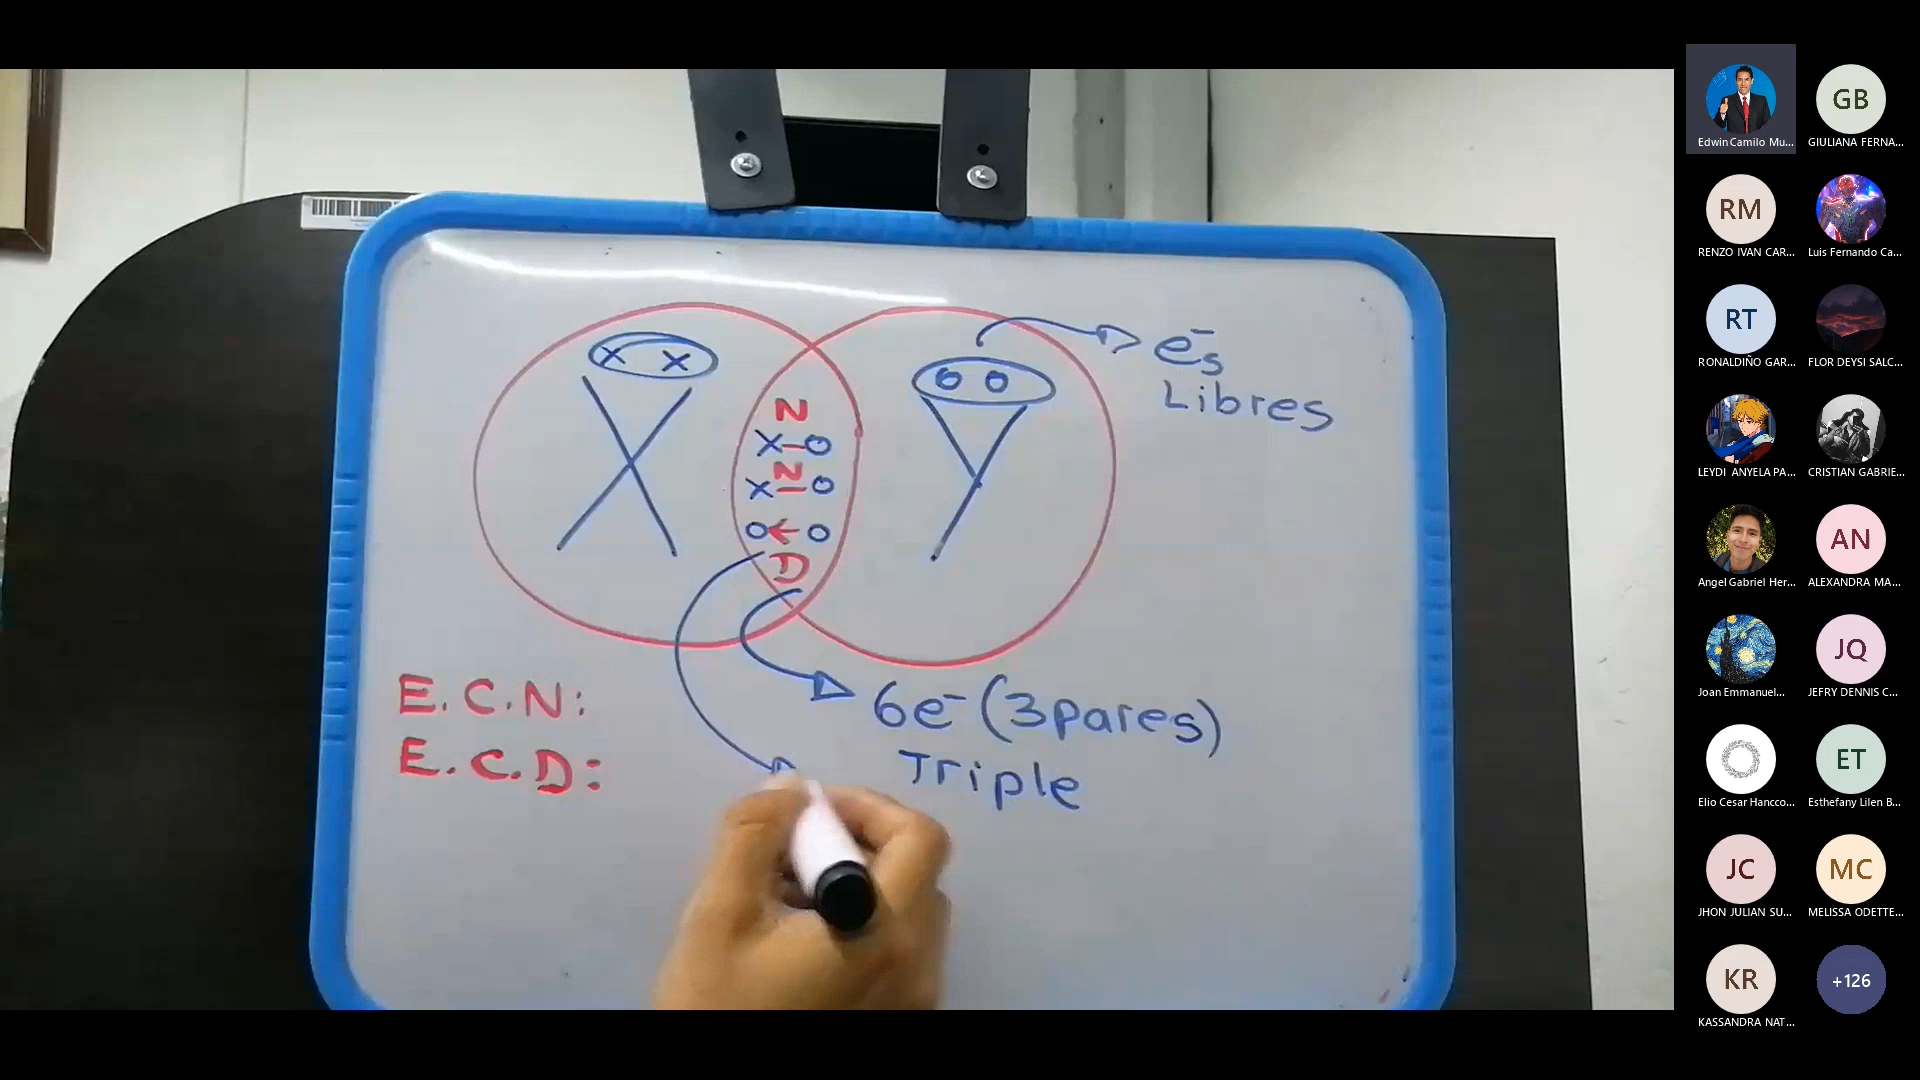 és
Libres
X X
O O
X
Y
N
X - O
N
X - O
O ← O
D
E.C.N:
E.C.D:
6e⁻ (3pares)
Triple
Edwin Camilo Mu...
GB
GIULIANA FERNA...
RM
RENZO IVAN CAR...
Luis Fernando Ca...
RT
RONALDIÑO GAR...
FLOR DEYSI SALC...
LEYDI ANYELA PA...
CRISTIAN GABRIE...
Angel Gabriel Her...
AN
ALEXANDRA MA...
Joan Emmanuel...
JQ
JEFRY DENNIS C...
Elio Cesar Hancco...
ET
Esthefany Lilen B...
JC
JHON JULIAN SU...
MC
MELISSA ODETTE...
KR
KASSANDRA NAT...
+126